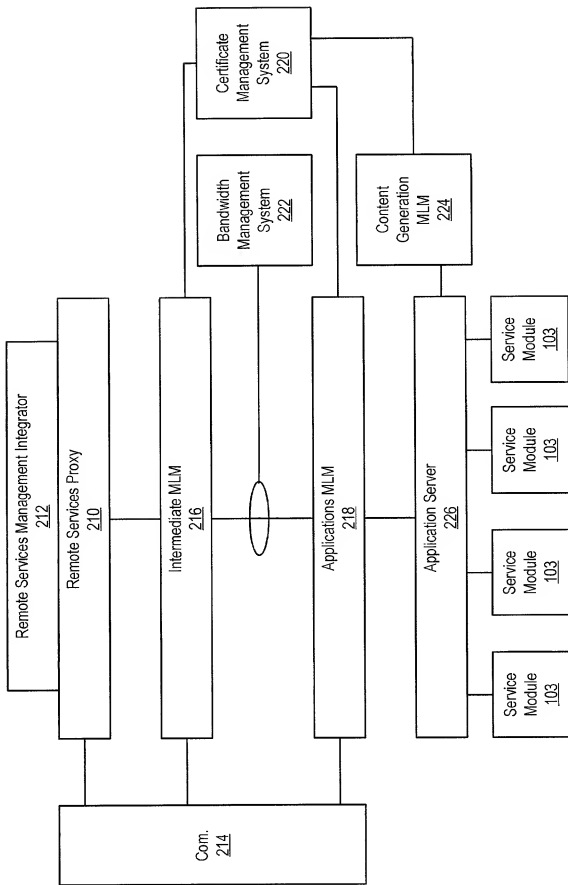 Remote Services Management Integrator
212
Remote Services Proxy
210
Com.
214
Intermediate MLM
216
Certificate
Management
System
220
Bandwidth
Management
System
222
Applications MLM
218
Content
Generation
MLM
224
Application Server
226
Service
Module
103
Service
Module
103
Service
Module
103
Service
Module
103